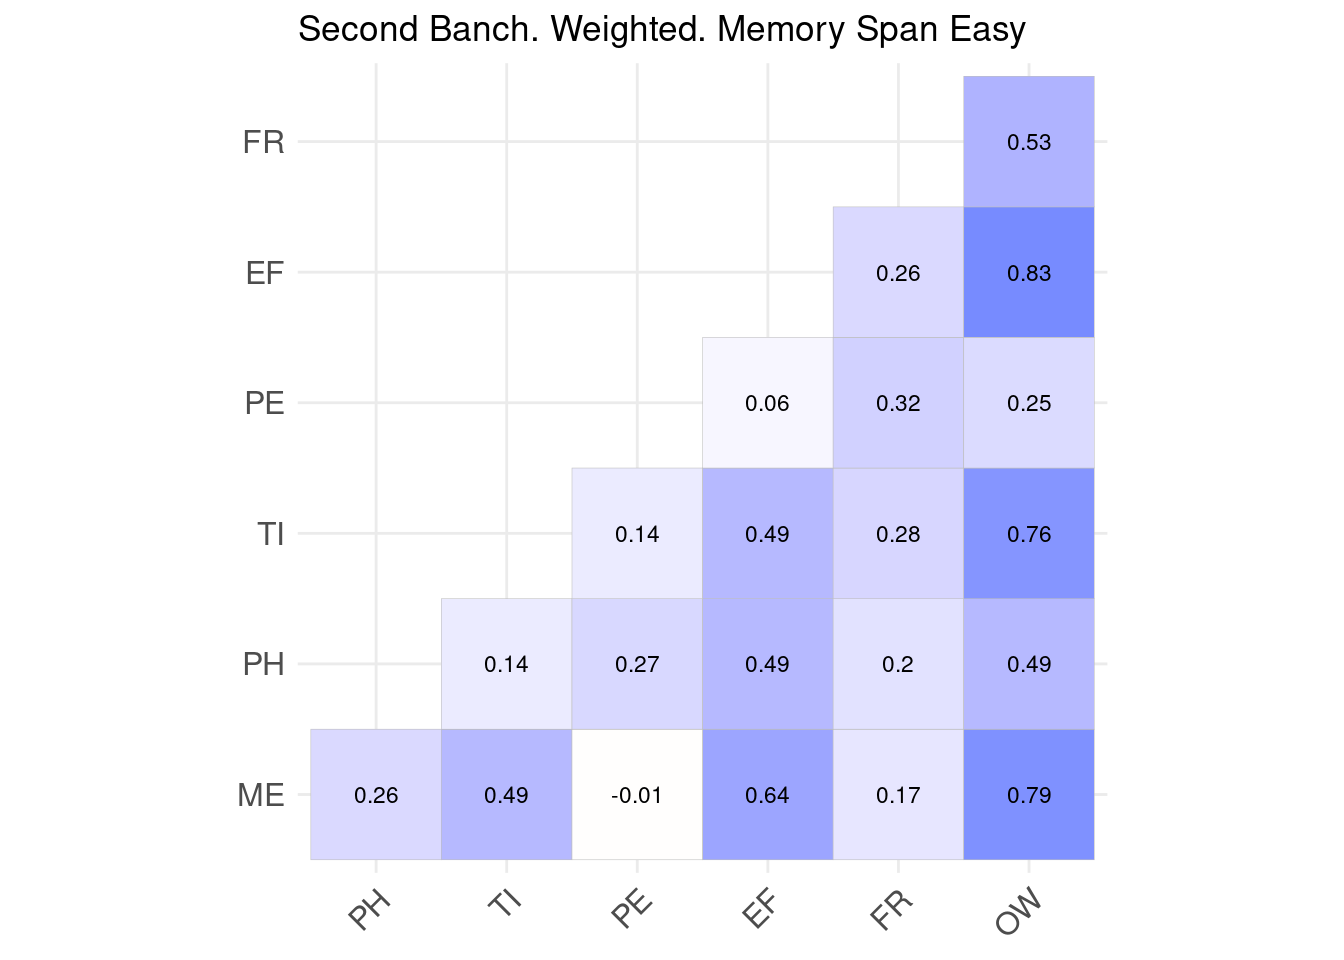 Second Banch. Weighted. Memory Span Easy
FR 0.53
EF 0.26 0.83
PE 0.06 0.32 0.25
TI 0.14 0.49 0.28 0.76
PH 0.14 0.27 0.49 0.2 0.49
ME 0.26 0.49 -0.01 0.64 0.17 0.79
PH TI PE EF FR OW